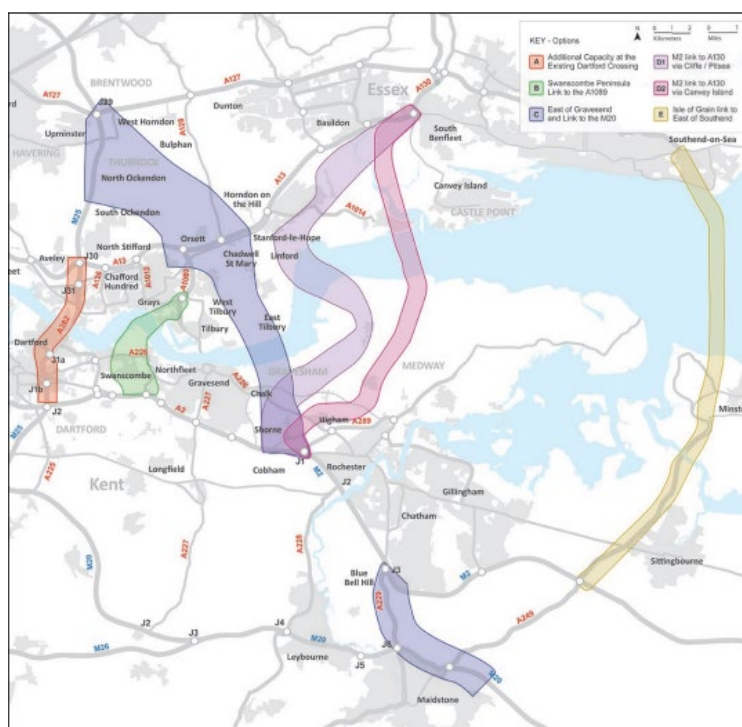 KEY - Options
N
0 1 2
Kilometers
0 1
Miles
A Additional Capacity at the
Existing Dartford Crossing
B Swanscombe Peninsula
Link to the A1089
C East of Gravesend
and Link to the M20
D1 M2 link to A130
via Cliffe / Pitsea
D2 M2 link to A130
via Canvey Island
E Isle of Grain link to
East of Southend
BRENTWOOD
A127
A127
A130
Essex
J29
Dunton
West Horndon
A128
Basildon
Upminster
Bulphan
South
Benfleet
Southend-on-Sea
HAVERING
THURROCK
North Ockendon
A13
Canvey Island
Horndon on
the Hill
A1014
CASTLE POINT
South Ockendon
M25
Stanford-le-Hope
North Stifford
Orsett
Aveley
J30
A13
Chadwell
St Mary
Linford
Chafford
Hundred
A126
A1012
J31
A1089
Grays
West
Tilbury
East
Tilbury
A282
Tilbury
Dartford
J1a
A226
Northfleet
Swanscombe
GRAVESHAM
MEDWAY
Gravesend
A226
Chalk
J1b
A227
J2
A2
Higham
A289
Shorne
Minst
M25
DARTFORD
J1
A225
Longfield
Cobham
M2
Rochester
J2
Kent
Gillingham
Chatham
A227
A228
Sittingbourne
M20
Blue
Bell Hill
J3
M2
A229
A249
J2
J3
J4
M26
M20
Leybourne
J5
J6
M20
Maidstone